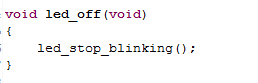 void led_off(void)
{
    led_stop_blinking();
}